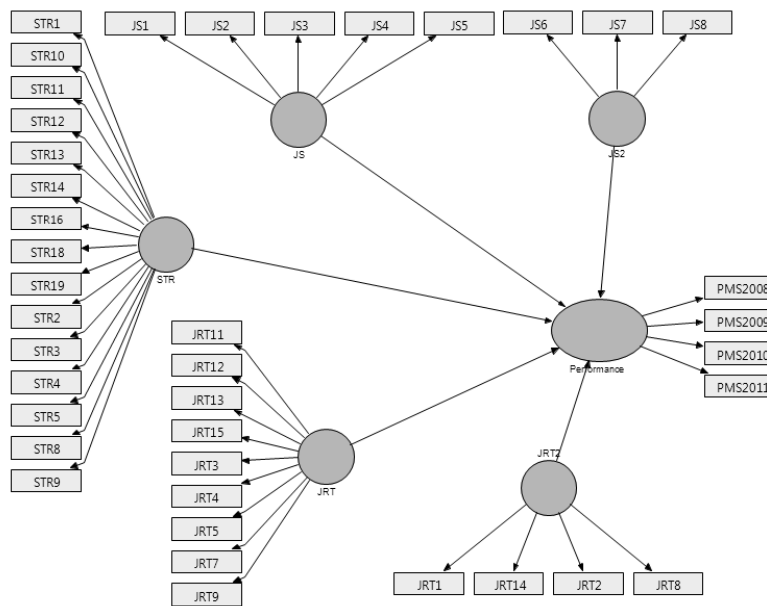 STR1
STR10
STR11
STR12
STR13
STR14
STR16
STR18
STR19
STR2
STR3
STR4
STR5
STR8
STR9
STR
JS1
JS2
JS3
JS4
JS5
JS
JS6
JS7
JS8
JS2
JRT11
JRT12
JRT13
JRT15
JRT3
JRT4
JRT5
JRT7
JRT9
JRT
Performance
PMS2008
PMS2009
PMS2010
PMS2011
JRT2
JRT1
JRT14
JRT2
JRT8